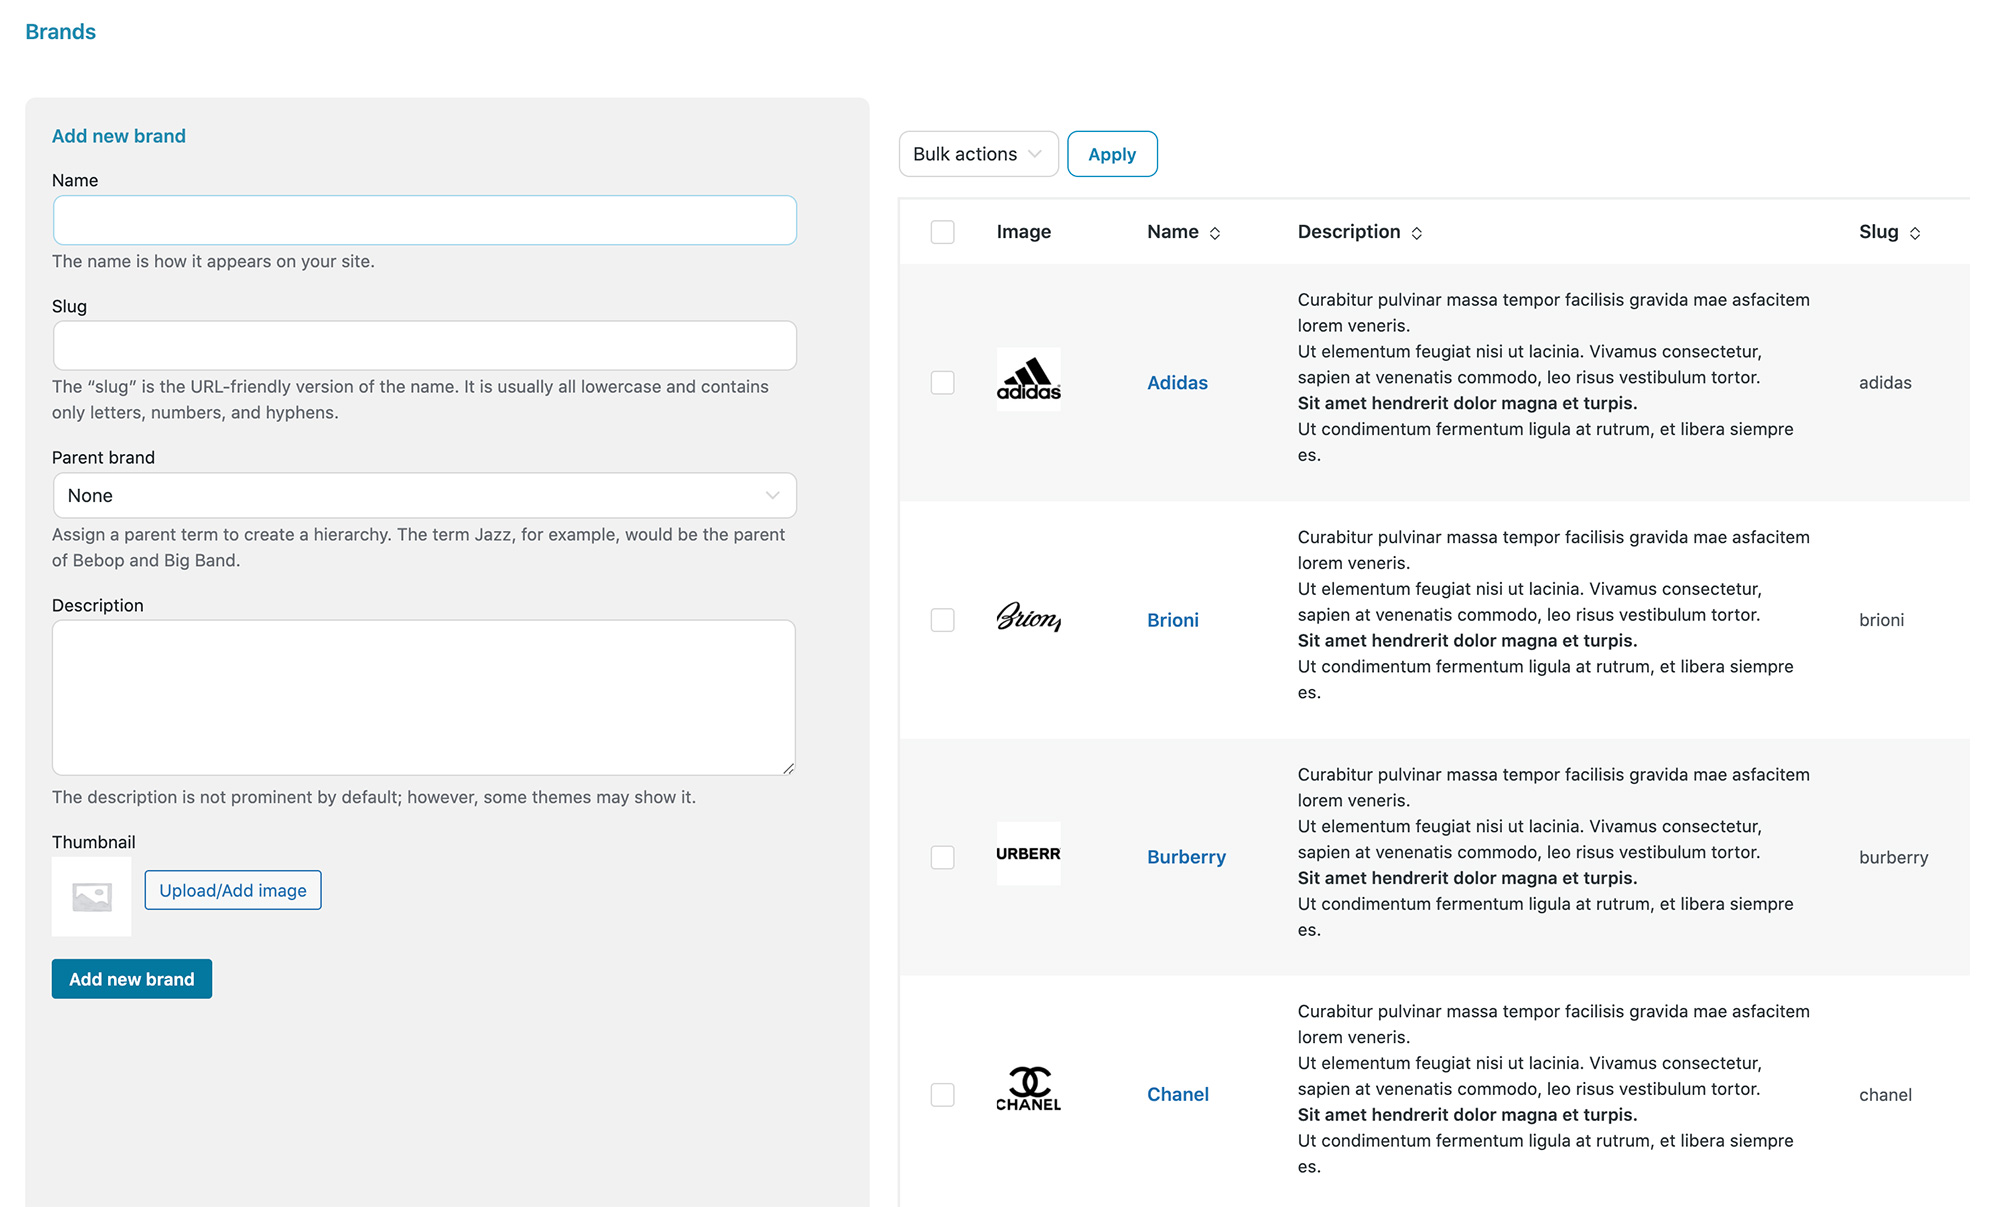 Brands
Add new brand
Name
The name is how it appears on your site.
Slug
The “slug” is the URL-friendly version of the name. It is usually all lowercase and contains
only letters, numbers, and hyphens.
Parent brand
None
Assign a parent term to create a hierarchy. The term Jazz, for example, would be the parent
of Bebop and Big Band.
Description
The description is not prominent by default; however, some themes may show it.
Thumbnail
Upload/Add image
Add new brand
Bulk actions
Apply
Image Name Description Slug
Curabitur pulvinar massa tempor facilisis gravida mae asfacitem
lorem veneris.
Ut elementum feugiat nisi ut lacinia. Vivamus consectetur,
adidas Adidas sapien at venenatis commodo, leo risus vestibulum tortor. adidas
Sit amet hendrerit dolor magna et turpis.
Ut condimentum fermentum ligula at rutrum, et libera siempre
es.
Curabitur pulvinar massa tempor facilisis gravida mae asfacitem
lorem veneris.
Ut elementum feugiat nisi ut lacinia. Vivamus consectetur,
Brioni Brioni sapien at venenatis commodo, leo risus vestibulum tortor. brioni
Sit amet hendrerit dolor magna et turpis.
Ut condimentum fermentum ligula at rutrum, et libera siempre
es.
Curabitur pulvinar massa tempor facilisis gravida mae asfacitem
lorem veneris.
Ut elementum feugiat nisi ut lacinia. Vivamus consectetur,
URBERR Burberry sapien at venenatis commodo, leo risus vestibulum tortor. burberry
Sit amet hendrerit dolor magna et turpis.
Ut condimentum fermentum ligula at rutrum, et libera siempre
es.
Curabitur pulvinar massa tempor facilisis gravida mae asfacitem
lorem veneris.
Ut elementum feugiat nisi ut lacinia. Vivamus consectetur,
CHANEL Chanel sapien at venenatis commodo, leo risus vestibulum tortor. chanel
Sit amet hendrerit dolor magna et turpis.
Ut condimentum fermentum ligula at rutrum, et libera siempre
es.